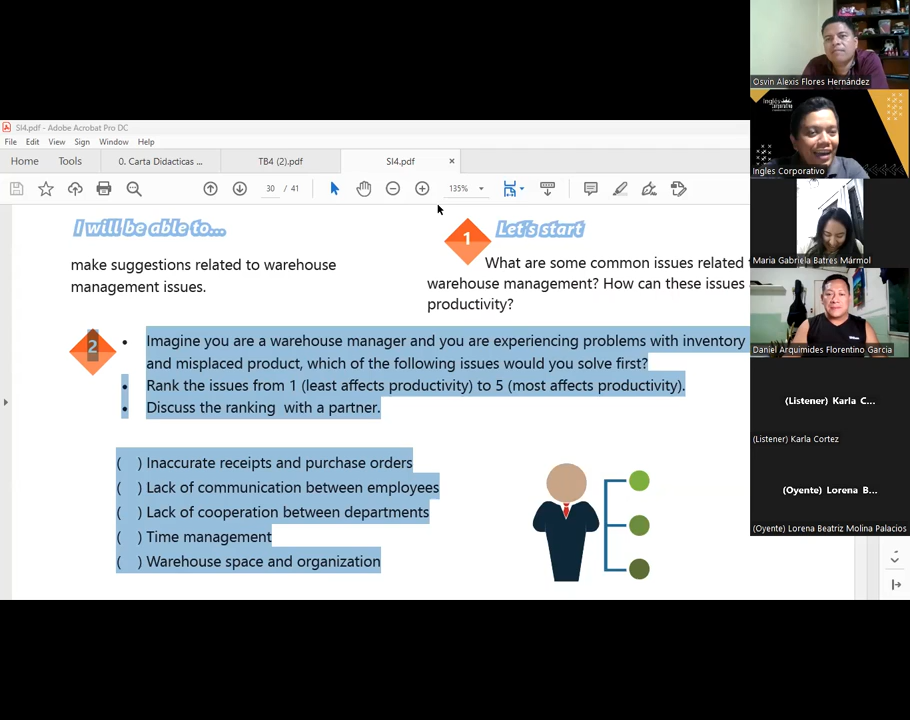 SI4.pdf - Adobe Acrobat Pro DC
File Edit View Sign Window Help
Home Tools 0. Carta Didacticas ... TB4 (2).pdf SI4.pdf ×
30 / 41 135%
I will be able to...
make suggestions related to warehouse
management issues.
1 Let's start
What are some common issues related
warehouse management? How can these issues
productivity?
2
• Imagine you are a warehouse manager and you are experiencing problems with inventory
and misplaced product, which of the following issues would you solve first?
• Rank the issues from 1 (least affects productivity) to 5 (most affects productivity).
• Discuss the ranking with a partner.
( ) Inaccurate receipts and purchase orders
( ) Lack of communication between employees
( ) Lack of cooperation between departments
( ) Time management
( ) Warehouse space and organization
Osvin Alexis Flores Hernández
Inglés Corporativo
Maria Gabriela Batres Mármol
Daniel Arquimides Florentino Garcia
(Listener) Karla C...
(Listener) Karla Cortez
(Oyente) Lorena B...
(Oyente) Lorena Beatriz Molina Palacios